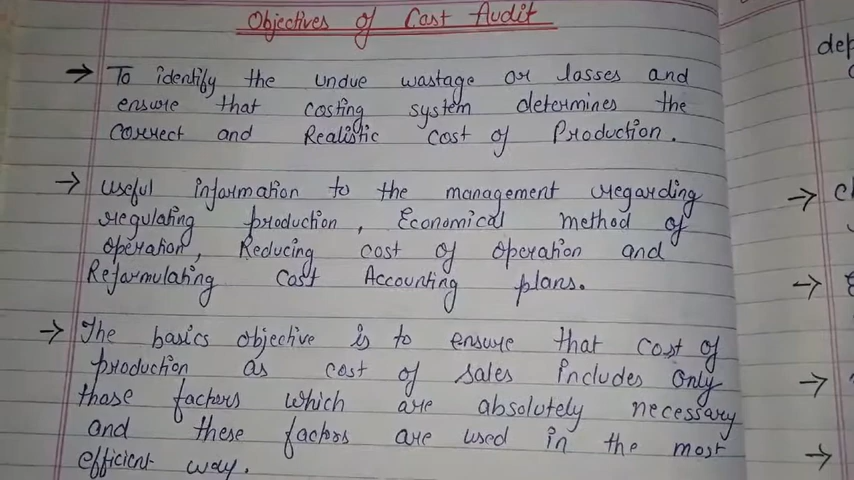 Objectives of Cost Audit
→ To identify the undue wastage or losses and
ensure that costing system determines the
correct and Realistic cost of Production.
→ Useful information to the management regarding
regulating production, Economical method of
operation, Reducing cost of operation and
Reformulating Cost Accounting plans.
→ The basics objective is to ensure that cost of
production as cost of sales includes only
those factors which are absolutely necessary
and these factors are used in the most
efficient way.
→
→
→
→